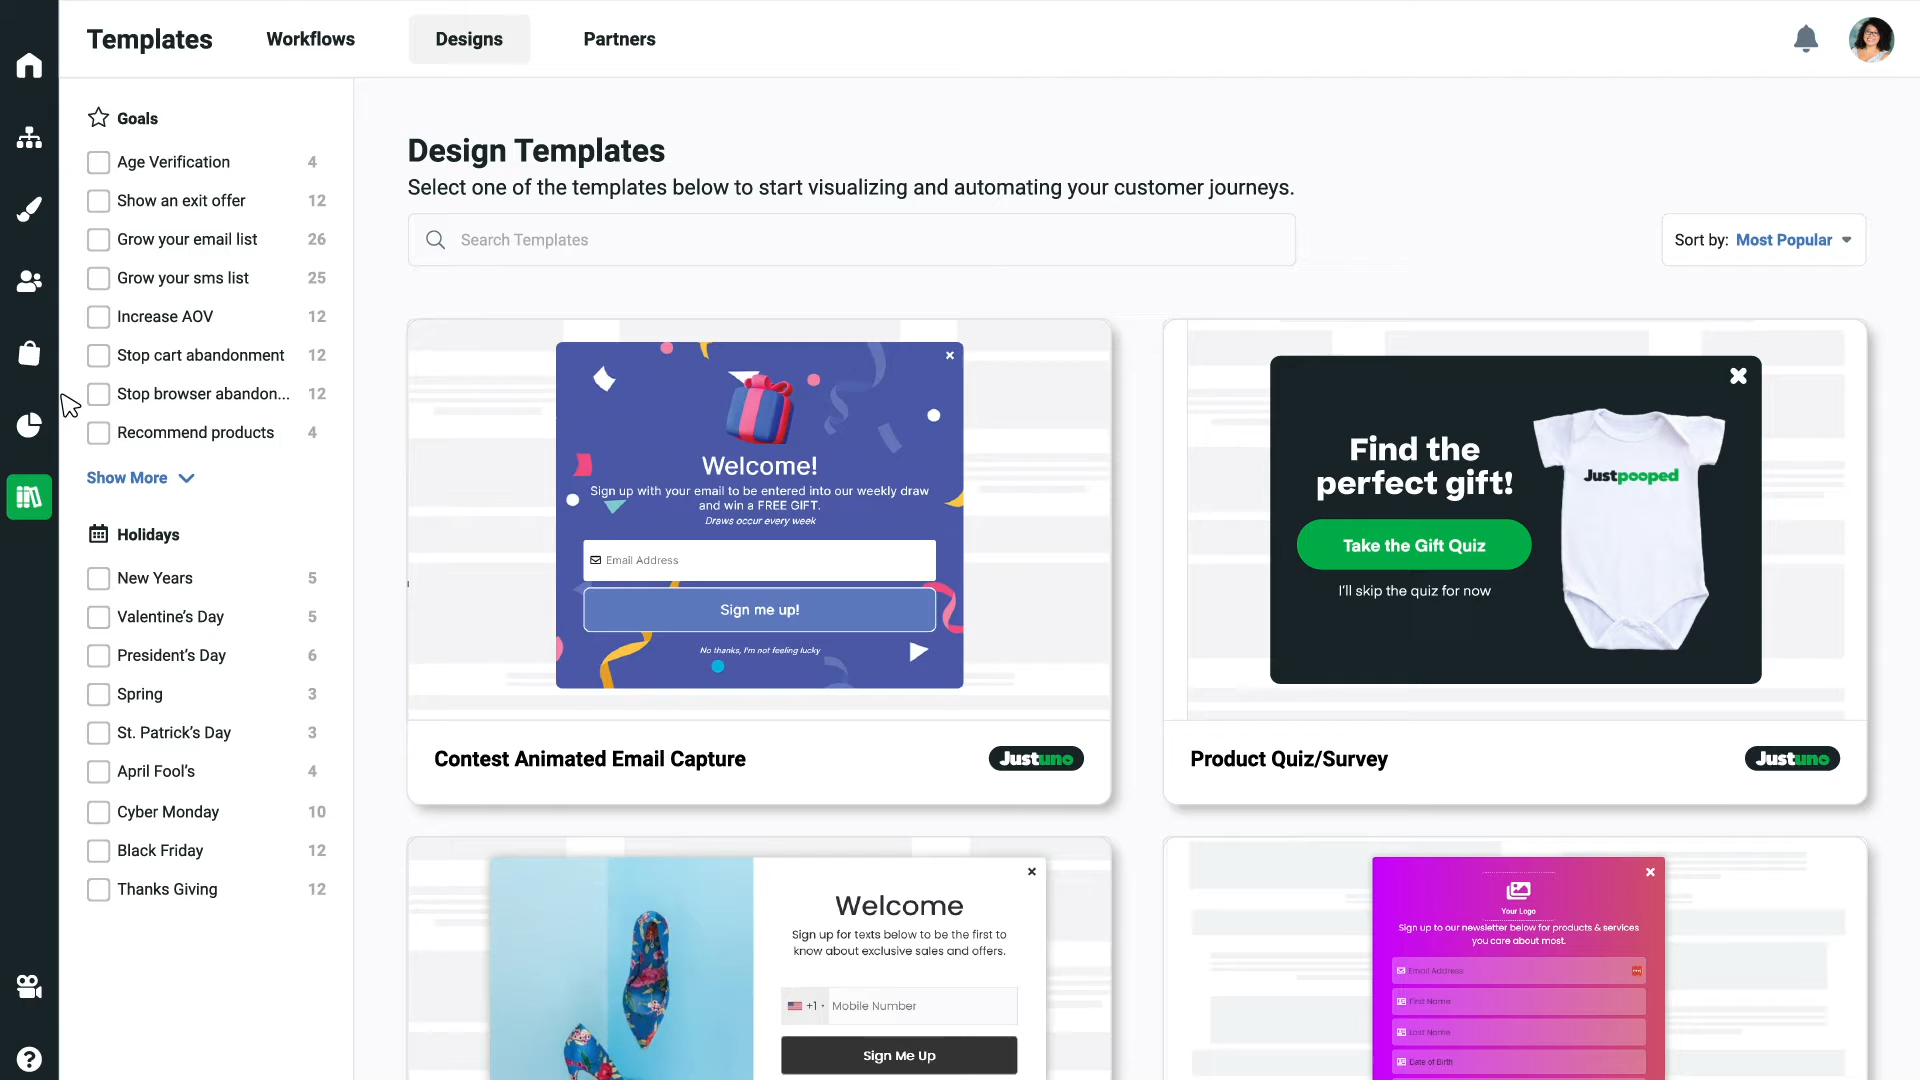 Templates
Workflows
Designs
Partners
Goals
Age Verification 4
Show an exit offer 12
Grow your email list 26
Grow your sms list 25
Increase AOV 12
Stop cart abandonment 12
Stop browser abandon... 12
Recommend products 4
Show More
Holidays
New Years 5
Valentine's Day 5
President's Day 6
Spring 3
St. Patrick's Day 3
April Fool's 4
Cyber Monday 10
Black Friday 12
Thanks Giving 12
Design Templates
Select one of the templates below to start visualizing and automating your customer journeys.
Search Templates
Sort by: Most Popular
Welcome!
Sign up with your email to be entered into our weekly draw
and win a FREE GIFT.
Draws occur every week
Email Address
Sign me up!
No thanks, I'm not feeling lucky
Contest Animated Email Capture
Justuno
Find the
perfect gift!
Take the Gift Quiz
I'll skip the quiz for now
Justpooped
Product Quiz/Survey
Justuno
Welcome
Sign up for texts below to be the first to
know about exclusive sales and offers.
+1
Mobile Number
Sign Me Up
Your Logo
Sign up to our newsletter below for products & services
you care about most.
Email Address
First Name
Last Name
Date of Birth